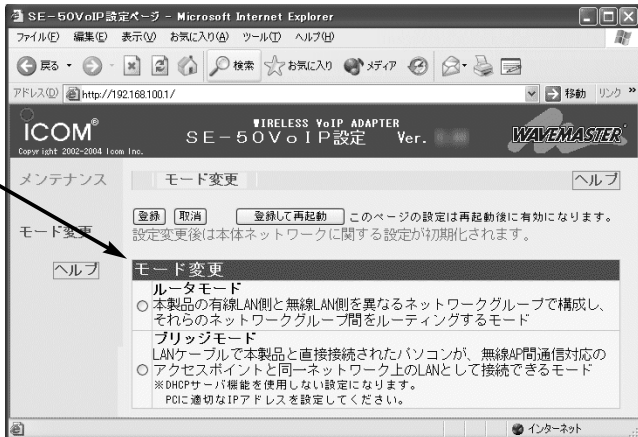 SE-50VoIP設定ページ - Microsoft Internet Explorer
ファイル(F) 編集(E) 表示(V) お気に入り(A) ツール(T) ヘルプ(H)
戻る 検索 お気に入り メディア
アドレス(D) http://192.168.100.1/ 移動 リンク »
ICOM® WIRELESS VoIP ADAPTER WAVEMASTER
SE-50VoIP設定 Ver.
Copyright 2002-2004 Icom Inc.
メンテナンス
モード変更
ヘルプ
モード変更 ヘルプ
登録 取消 登録して再起動 このページの設定は再起動後に有効になります。
設定変更後は本体ネットワークに関する設定が初期化されます。
モード変更
ルータモード
本製品の有線LAN側と無線LAN側を異なるネットワークグループで構成し、
それらのネットワークグループ間をルーティングするモード
ブリッジモード
LANケーブルで本製品と直接接続されたパソコンが、無線AP間通信対応の
アクセスポイントと同一ネットワーク上のLANとして接続できるモード
※DHCPサーバ機能を使用しない設定になります。
PCに適切なIPアドレスを設定してください。
インターネット